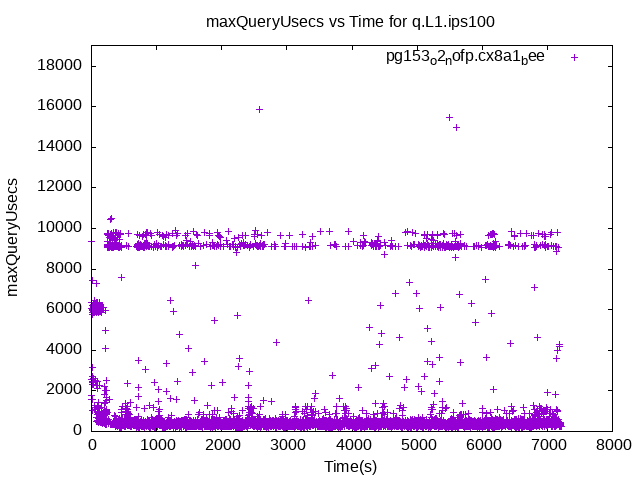 maxQueryUsecs vs Time for q.L1.ips100
pg153o2nofp.cx8a1bee
18000
16000
14000
12000
10000
8000
6000
4000
2000
0
maxQueryUsecs
0 1000 2000 3000 4000 5000 6000 7000 8000
Time(s)